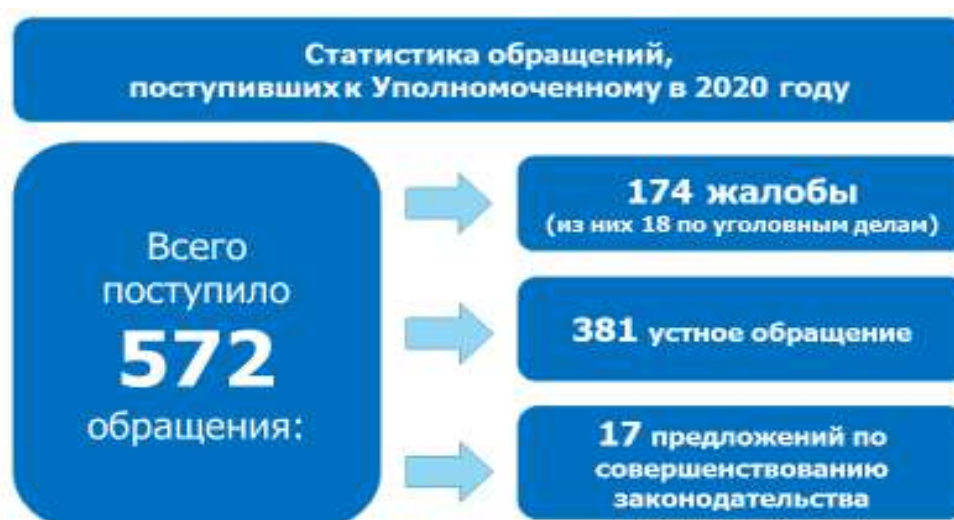 Статистика обращений,
поступивших к Уполномоченному в 2020 году
Всего
поступило
572
обращения:
174 жалобы
(из них 18 по уголовным делам)
381 устное обращение
17 предложений по
совершенствованию
законодательства